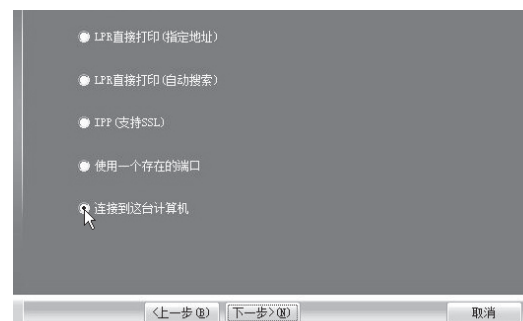 LPR直接打印(指定地址)
LPR直接打印(自动搜索)
IPP(支持SSL)
使用一个存在的端口
连接到这台计算机
<上一步(B) 下一步>(N) 取消